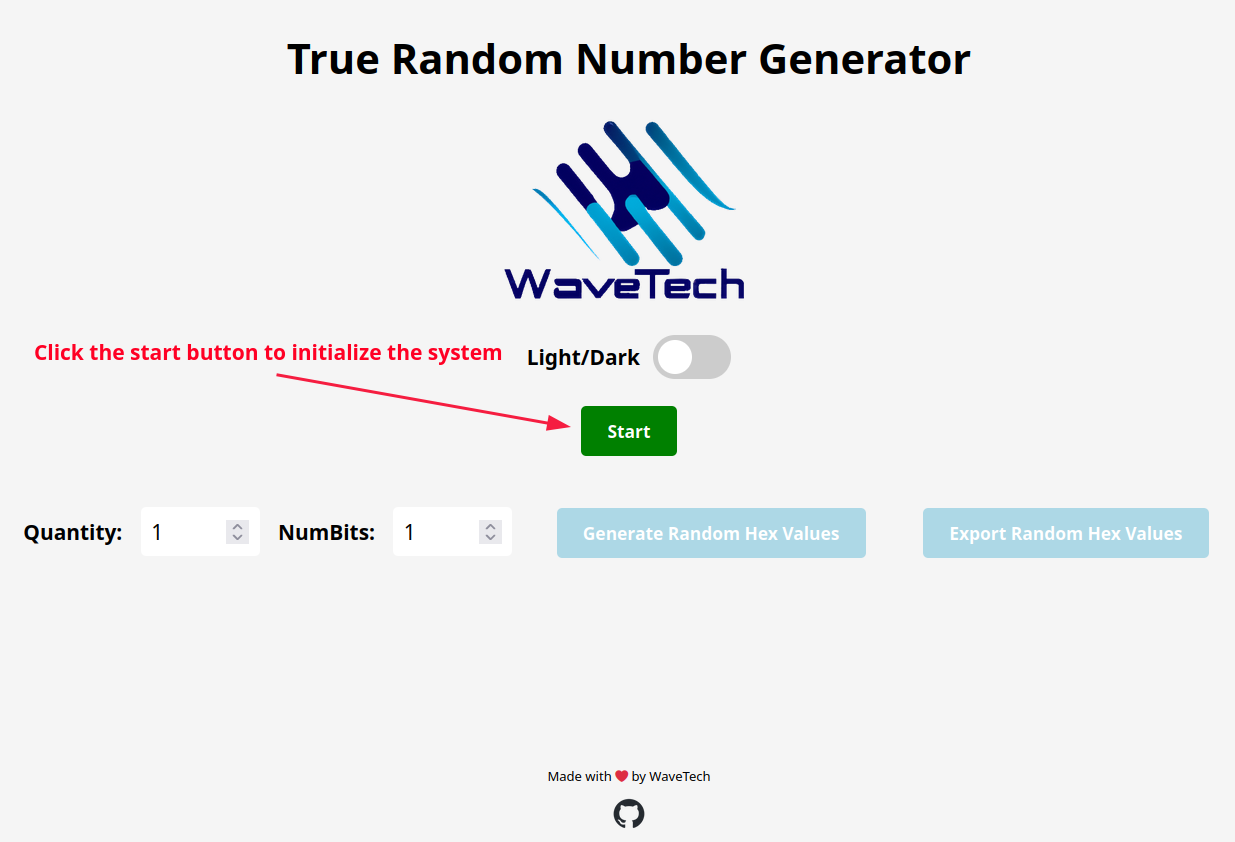 True Random Number Generator
WaveTech
Click the start button to initialize the system
Light/Dark
Start
Quantity: 1 NumBits: 1 Generate Random Hex Values Export Random Hex Values
Made with ❤ by WaveTech